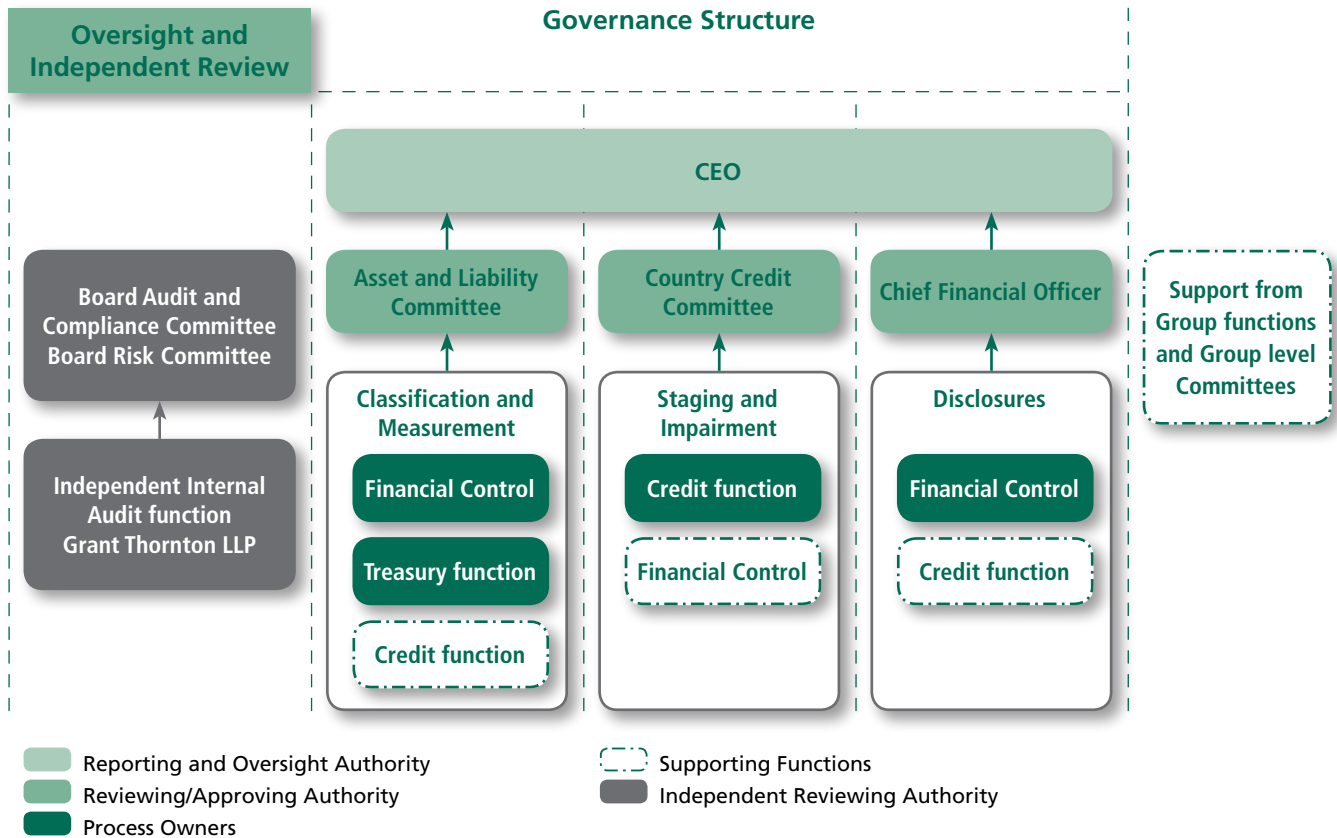 Oversight and
Independent Review
Governance Structure
CEO
Board Audit and
Compliance Committee
Board Risk Committee
Independent Internal
Audit function
Grant Thornton LLP
Asset and Liability
Committee
Classification and
Measurement
Financial Control
Treasury function
Credit function
Country Credit
Committee
Staging and
Impairment
Credit function
Financial Control
Chief Financial Officer
Disclosures
Financial Control
Credit function
Support from
Group functions
and Group level
Committees
Reporting and Oversight Authority
Reviewing/Approving Authority
Process Owners
Supporting Functions
Independent Reviewing Authority